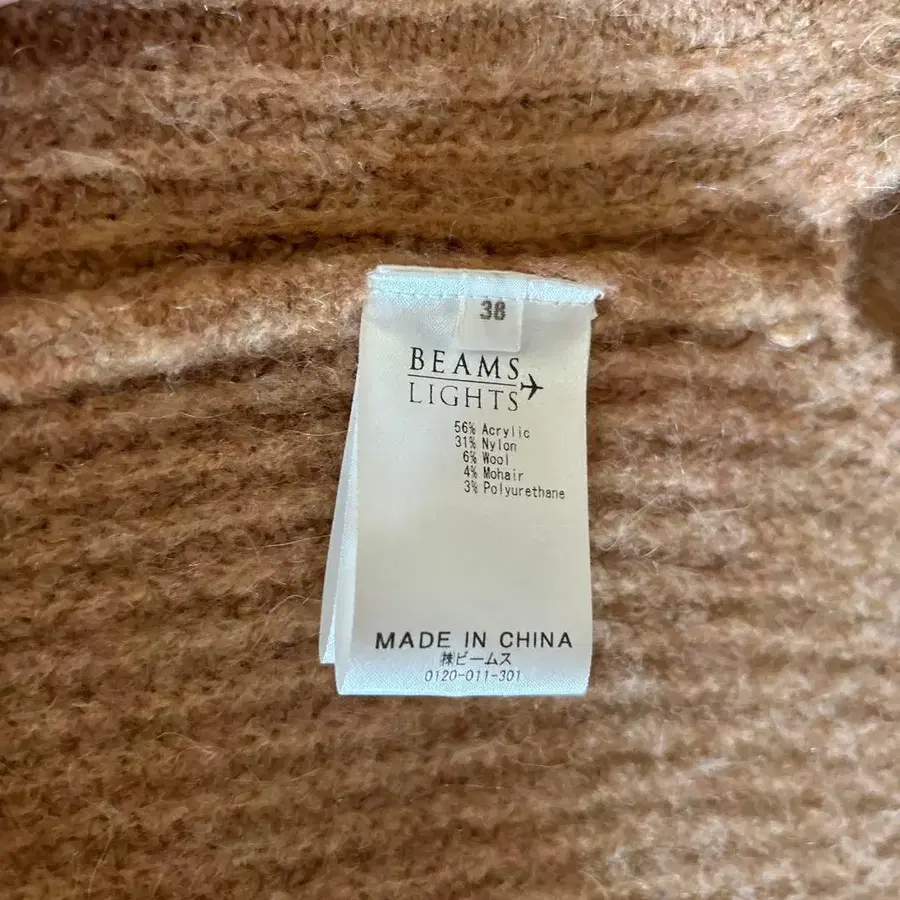 38
BEAMS
LIGHTS
56% Acrylic
31% Nylon
6% Wool
4% Mohair
3% Polyurethane
MADE IN CHINA
㈱ビームス
0120-011-301